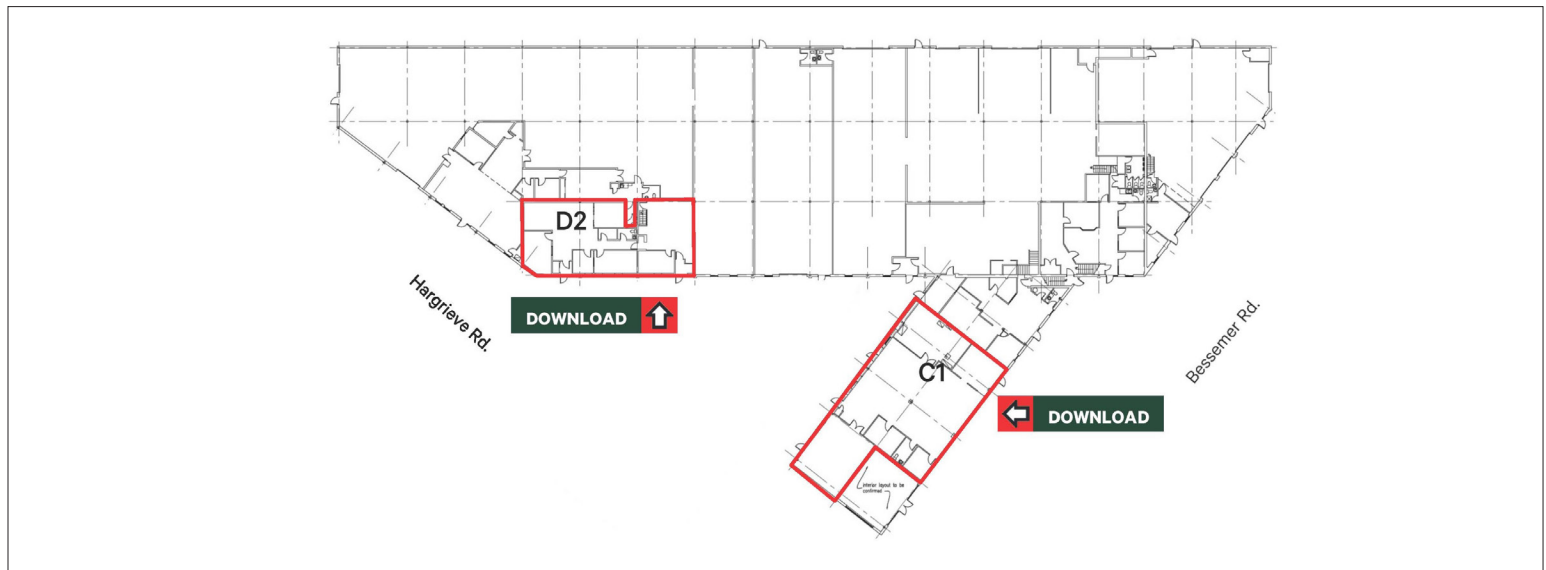 D2
DOWNLOAD
Hargrieve Rd.
C1
Bessemer Rd.
DOWNLOAD
interior layout to be
confirmed